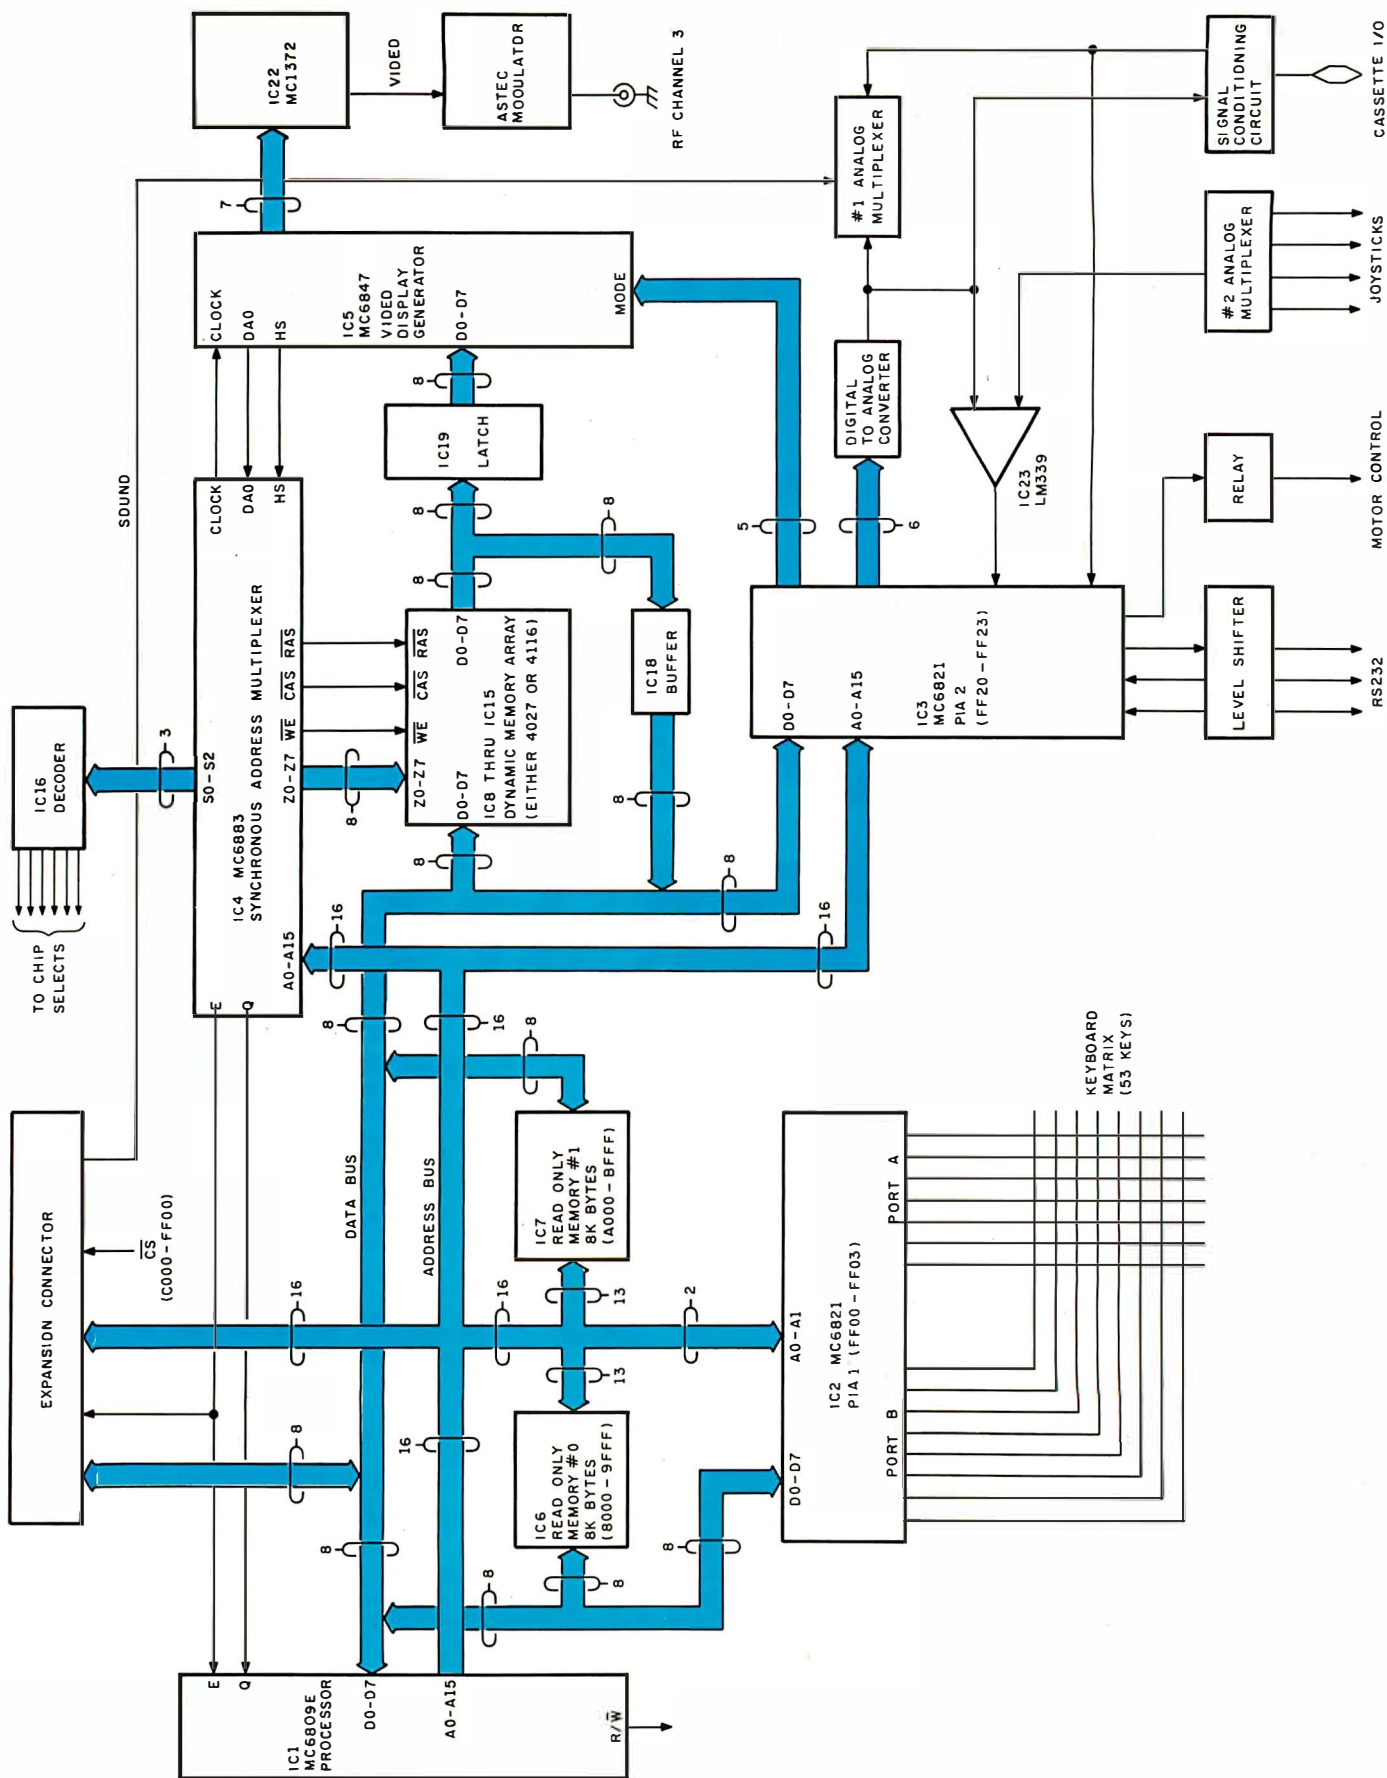 EXPANSION CONNECTOR
CS
(C000-FF00)
TO CHIP
SELECTS
IC16
DECODER
3
SOUND
IC22
MC1372
VIDEO
ASTEC
MODULATDR
RF CHANNEL 3
7
E
Q
S0-S2
IC4 MC6883
SYNCHRONOUS ADDRESS MULTIPLEXER
A0-A15
Z0-Z7
WE
CAS
RAS
CLOCK
DA0
HS
CLOCK
DA0
HS
IC5
MC6847
VIDEO
DISPLAY
GENERATOR
D0-D7
MODE
IC1
MC6809E
PROCESSOR
E
Q
D0-D7
A0-A15
R/W
8
8
16
DATA BUS
8
16
ADDRESS BUS
16
16
16
8
8
8
13
13
2
8
8
IC6
READ ONLY
MEMORY #0
8K BYTES
(8000-9FFF)
IC7
READ ONLY
MEMORY #1
8K BYTES
(A000-BFFF)
8
8
Z0-Z7
WE
CAS
RAS
D0-D7
IC8 THRU IC15
DYNAMIC MEMORY ARRAY
(EITHER 4027 OR 4116)
D0-D7
8
8
IC19
LATCH
8
8
IC18
BUFFER
8
8
16
D0-D7
A0-A1
IC2 MC6821
PIA 1 (FF00-FF03)
PORT B
PORT A
KEYBOARD
MATRIX
(53 KEYS)
D0-D7
A0-A15
IC3
MC6821
PIA 2
(FF20-FF23)
5
6
DIGITAL
TO ANALOG
CONVERTER
#1 ANALOG
MULTIPLEXER
IC23
LM339
LEVEL SHIFTER
RS232
RELAY
MOTOR CONTROL
#2 ANALOG
MULTIPLEXER
JOYSTICKS
SIGNAL
CONDITIONNING
CIRCUIT
CASSETTE I/O